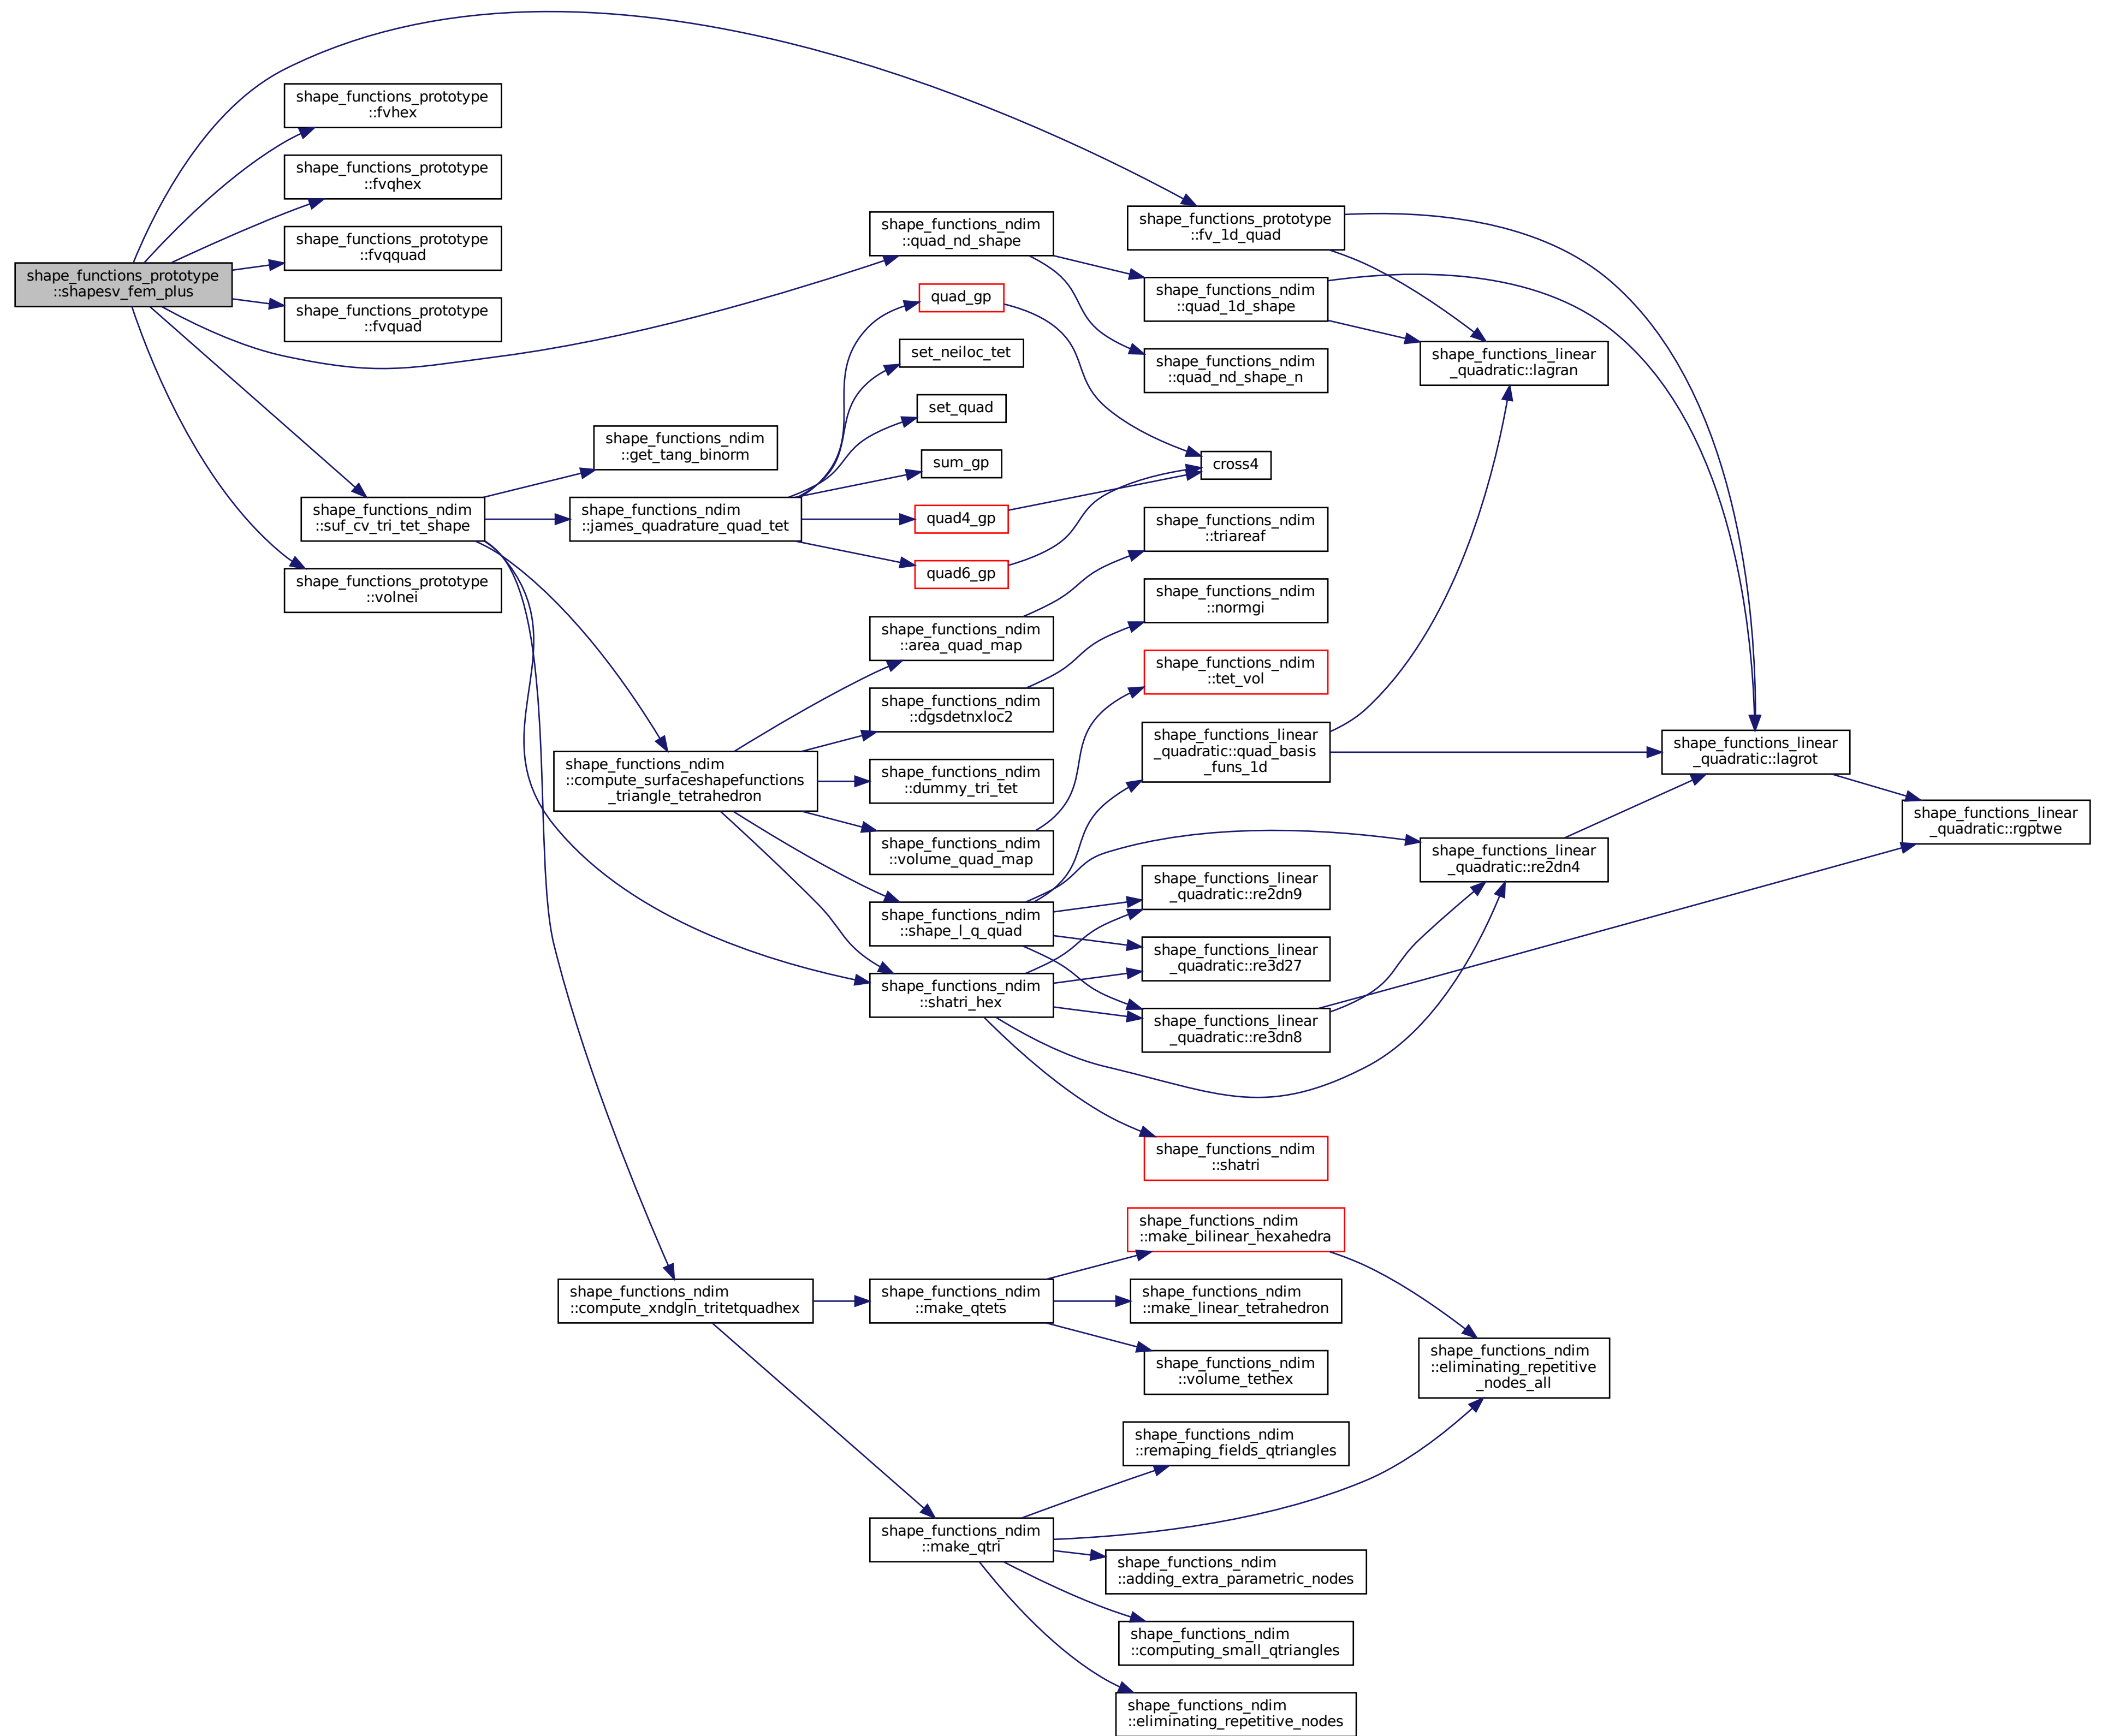 shape_functions_prototype
::shapesv_fem_plus
shape_functions_prototype
::fvhex
shape_functions_prototype
::fvqhex
shape_functions_prototype
::fvqquad
shape_functions_prototype
::fvquad
shape_functions_ndim
::suf_cv_tri_tet_shape
shape_functions_prototype
::volnei
shape_functions_ndim
::get_tang_binorm
shape_functions_ndim
::james_quadrature_quad_tet
shape_functions_ndim
::compute_surfaceshapefunctions
_triangle_tetrahedron
shape_functions_ndim
::compute_xndgln_tritetquadhex
shape_functions_ndim
::quad_nd_shape
quad_gp
set_neiloc_tet
set_quad
sum_gp
quad4_gp
quad6_gp
shape_functions_ndim
::area_quad_map
shape_functions_ndim
::dgsdetnxloc2
shape_functions_ndim
::dummy_tri_tet
shape_functions_ndim
::volume_quad_map
shape_functions_ndim
::shape_l_q_quad
shape_functions_ndim
::shatri_hex
shape_functions_ndim
::make_qtets
shape_functions_ndim
::make_qtri
shape_functions_prototype
::fv_1d_quad
shape_functions_ndim
::quad_1d_shape
shape_functions_ndim
::quad_nd_shape_n
cross4
shape_functions_ndim
::triareaf
shape_functions_ndim
::normgi
shape_functions_ndim
::tet_vol
shape_functions_linear
_quadratic::quad_basis
_funs_1d
shape_functions_linear
_quadratic::re2dn9
shape_functions_linear
_quadratic::re3d27
shape_functions_linear
_quadratic::re3dn8
shape_functions_ndim
::shatri
shape_functions_ndim
::make_bilinear_hexahedra
shape_functions_ndim
::make_linear_tetrahedron
shape_functions_ndim
::volume_tethex
shape_functions_ndim
::remaping_fields_qtriangles
shape_functions_ndim
::adding_extra_parametric_nodes
shape_functions_ndim
::computing_small_qtriangles
shape_functions_ndim
::eliminating_repetitive_nodes
shape_functions_linear
_quadratic::lagran
shape_functions_linear
_quadratic::re2dn4
shape_functions_ndim
::eliminating_repetitive
_nodes_all
shape_functions_linear
_quadratic::lagrot
shape_functions_linear
_quadratic::rgptwe